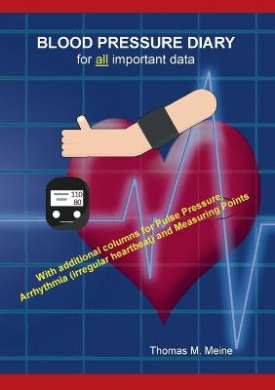 BLOOD PRESSURE DIARY
for all important data
110
80
With additional columns for Pulse Pressure,
Arrhythmia (irregular heartbeat) and Measuring Points
Thomas M. Meine